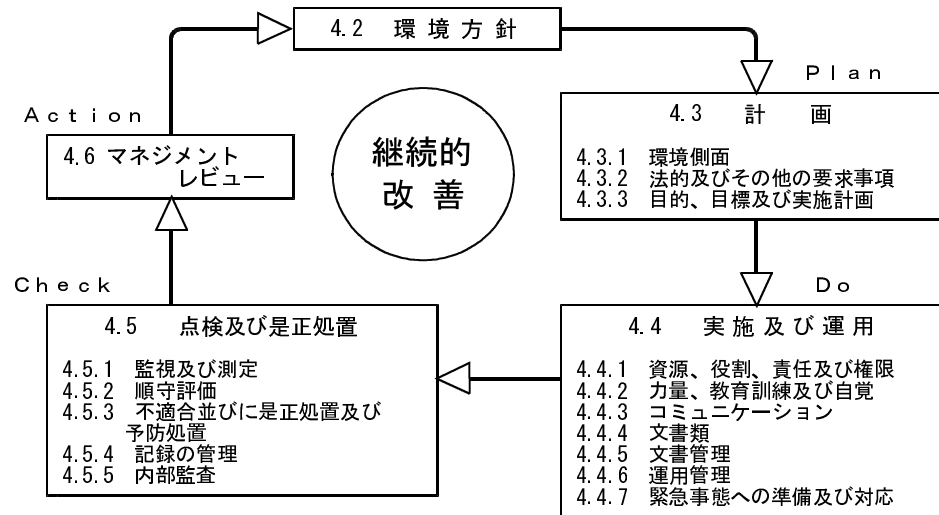 4.2 環境方針
Plan
4.3 計画
4.3.1 環境側面
4.3.2 法的及びその他の要求事項
4.3.3 目的、目標及び実施計画
Do
4.4 実施及び運用
4.4.1 資源、役割、責任及び権限
4.4.2 力量、教育訓練及び自覚
4.4.3 コミュニケーション
4.4.4 文書類
4.4.5 文書管理
4.4.6 運用管理
4.4.7 緊急事態への準備及び対応
Check
4.5 点検及び是正処置
4.5.1 監視及び測定
4.5.2 順守評価
4.5.3 不適合並びに是正処置及び
予防処置
4.5.4 記録の管理
4.5.5 内部監査
Action
4.6 マネジメント
レビュー
継続的
改善